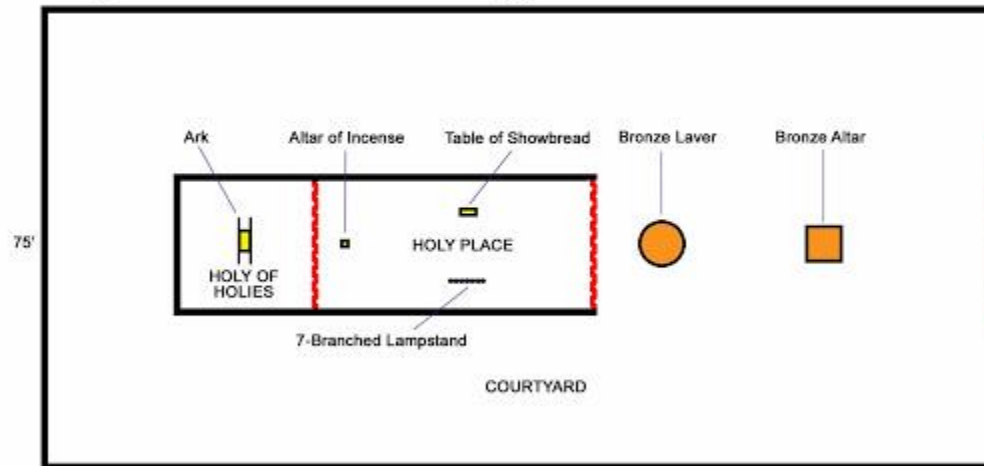 Ark
Altar of Incense
Table of Showbread
Bronze Laver
Bronze Altar
75'
HOLY PLACE
HOLY OF
HOLIES
7-Branched Lampstand
COURTYARD